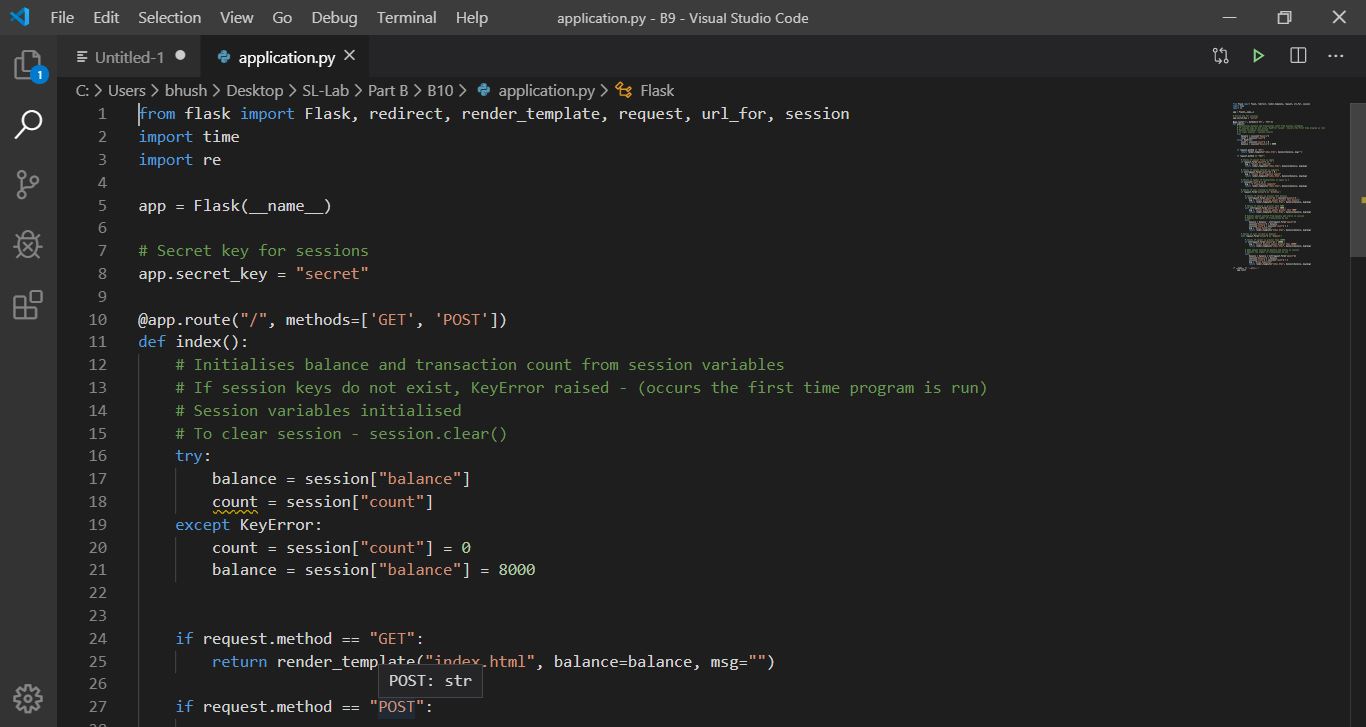 File Edit Selection View Go Debug Terminal Help application.py - B9 - Visual Studio Code
Untitled-1 application.py
1
C: > Users > bhush > Desktop > SL-Lab > Part B > B10 > application.py > Flask
1 from flask import Flask, redirect, render_template, request, url_for, session
2 import time
3 import re
4
5 app = Flask(__name__)
6
7 # Secret key for sessions
8 app.secret_key = "secret"
9
10 @app.route("/", methods=['GET', 'POST'])
11 def index():
12 # Initialises balance and transaction count from session variables
13 # If session keys do not exist, KeyError raised - (occurs the first time program is run)
14 # Session variables initialised
15 # To clear session - session.clear()
16 try:
17 balance = session["balance"]
18 count = session["count"]
19 except KeyError:
20 count = session["count"] = 0
21 balance = session["balance"] = 8000
22
23
24 if request.method == "GET":
25 return render_template("index.html", balance=balance, msg="")
26
POST: str
27 if request.method == "POST":
28